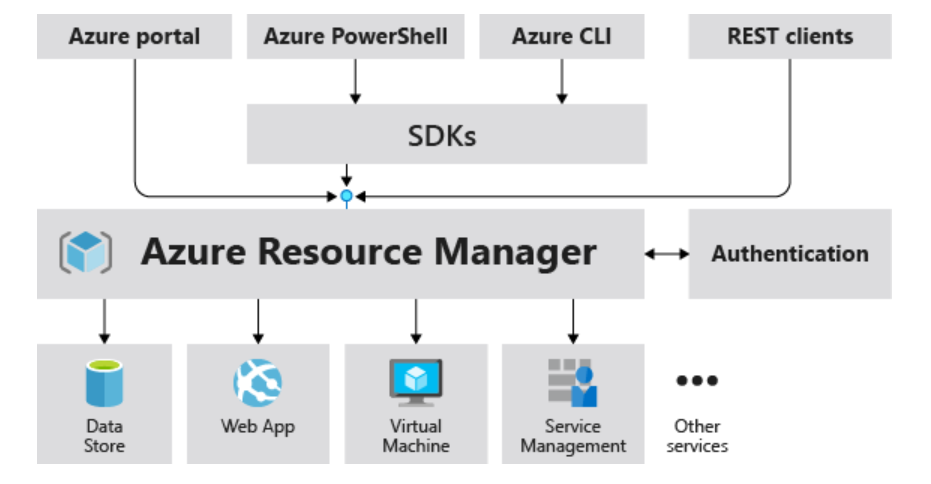 Azure portal
Azure PowerShell
Azure CLI
REST clients
SDKs
Azure Resource Manager
Authentication
Data
Store
Web App
Virtual
Machine
Service
Management
Other
services